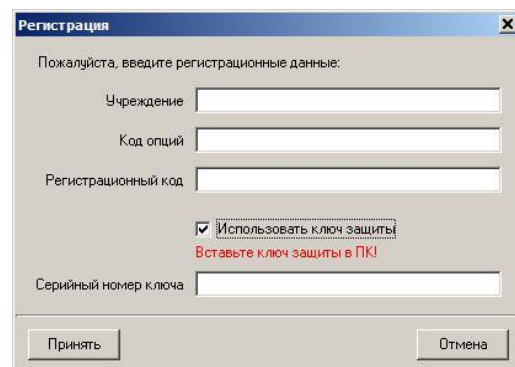 Регистрация
Пожалуйста, введите регистрационные данные:
Учреждение
Код опций
Регистрационный код
Использовать ключ защиты
Вставьте ключ защиты в ПК!
Серийный номер ключа
Принять Отмена